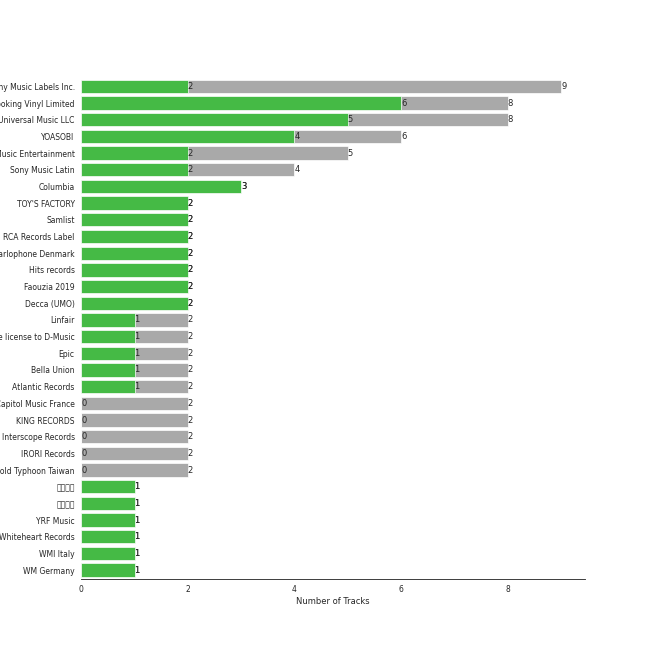 ny Music Labels Inc. 2 9
oking Vinyl Limited 6 8
Universal Music LLC 5 8
YOASOBI 4 6
Music Entertainment 2 5
Sony Music Latin 2 4
Columbia 3
TOY'S FACTORY 2
Samlist 2
RCA Records Label 2
arlophone Denmark 2
Hits records 2
Faouzia 2019 2
Decca (UMO) 2
Linfair 1 2
e license to D-Music 1 2
Epic 1 2
Bella Union 1 2
Atlantic Records 1 2
Capitol Music France 0 2
KING RECORDS 0 2
Interscope Records 0 2
IRORI Records 0 2
old Typhoon Taiwan 0 2
1
1
YRF Music 1
Whiteheart Records 1
WMI Italy 1
WM Germany 1
0 2 4 6 8
Number of Tracks